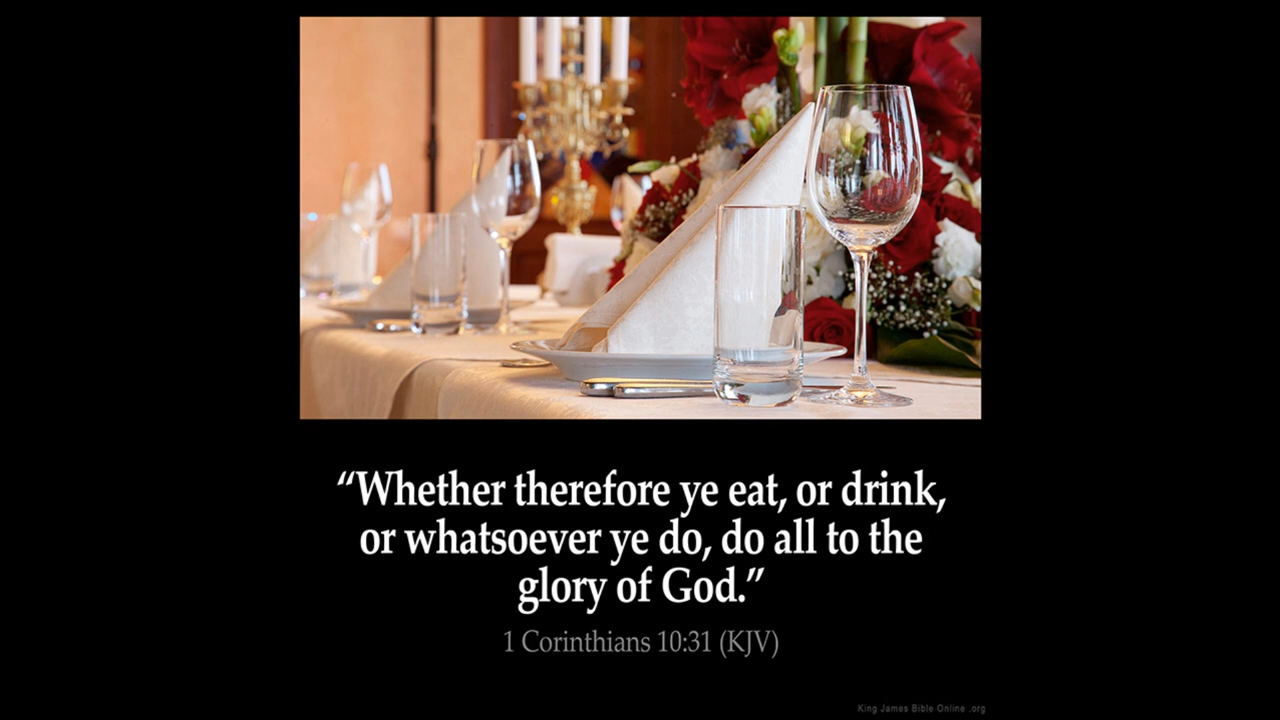 “Whether therefore ye eat, or drink,
or whatsoever ye do, do all to the
glory of God.”
1 Corinthians 10:31 (KJV)
King James Bible Online .org